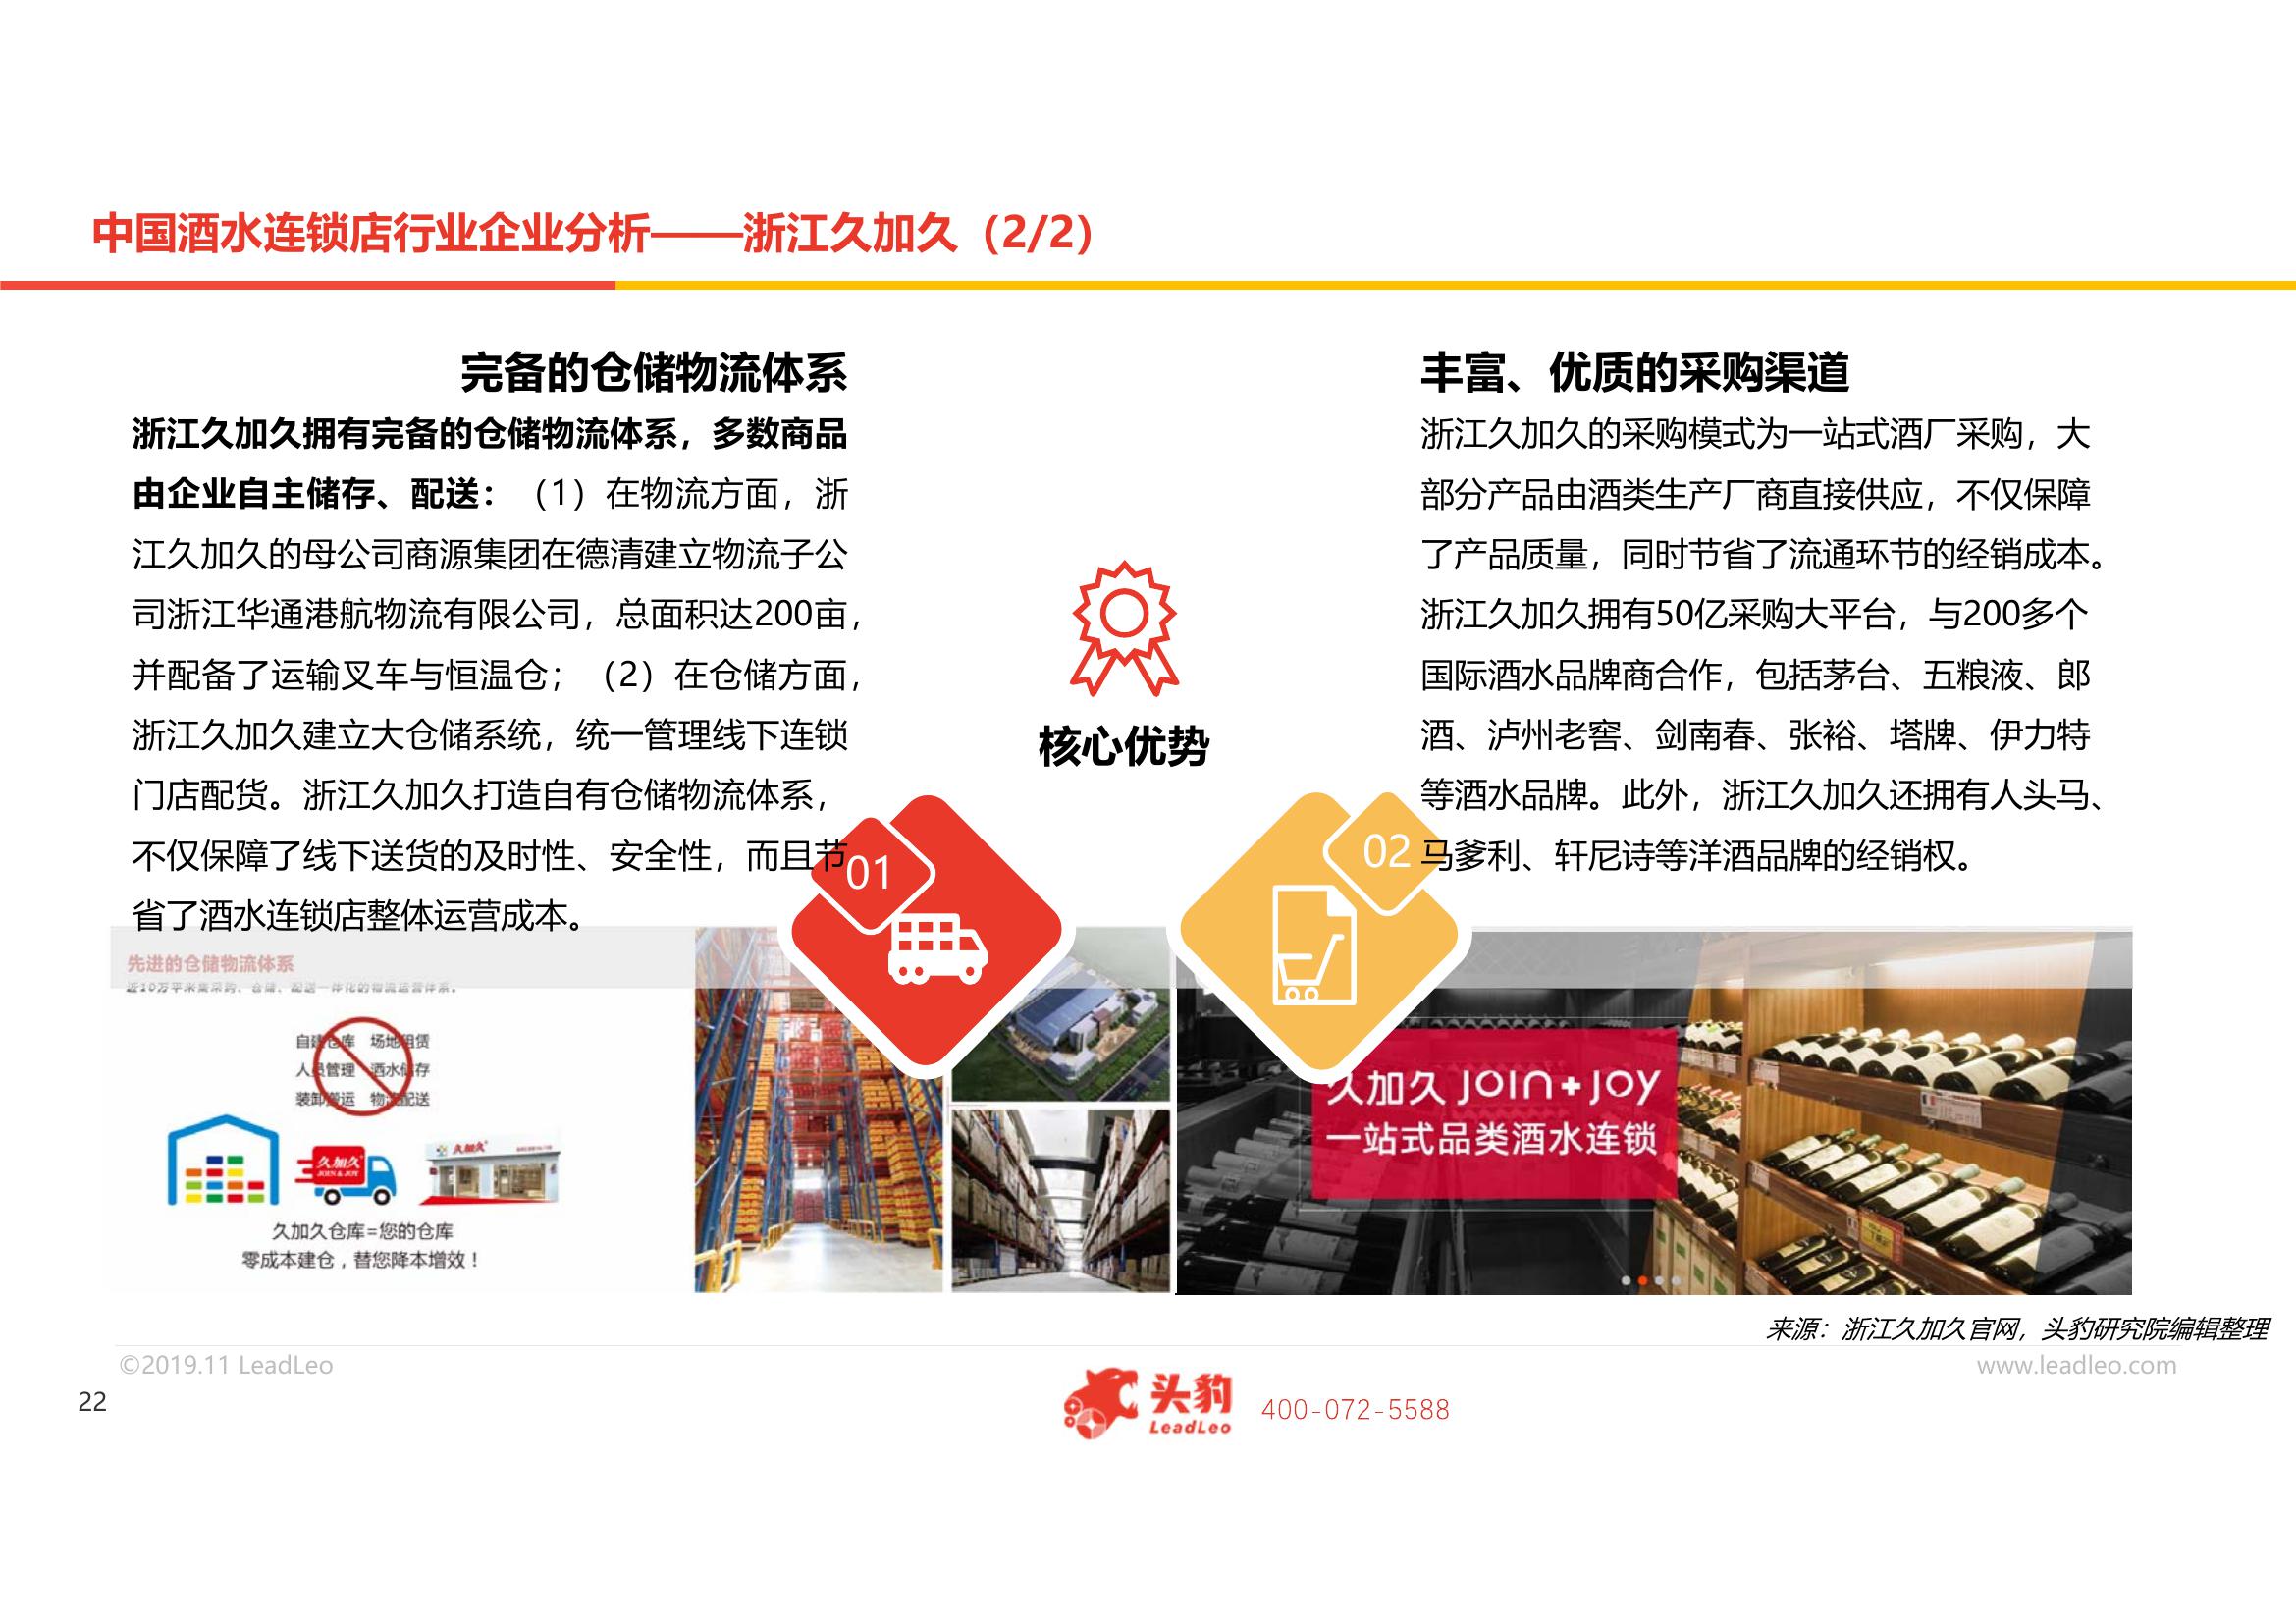 中国酒水连锁店行业企业分析——浙江久加久（2/2）
完备的仓储物流体系
浙江久加久拥有完备的仓储物流体系，多数商品
由企业自主储存、配送：（1）在物流方面，浙
江久加久的母公司商源集团在德清建立物流子公
司浙江华通港航物流有限公司，总面积达200亩，
并配备了运输叉车与恒温仓；（2）在仓储方面，
浙江久加久建立大仓储系统，统一管理线下连锁
门店配货。浙江久加久打造自有仓储物流体系，
不仅保障了线下送货的及时性、安全性，而且节
省了酒水连锁店整体运营成本。
核心优势
01
02
丰富、优质的采购渠道
浙江久加久的采购模式为一站式酒厂采购，大
部分产品由酒类生产厂商直接供应，不仅保障
了产品质量，同时节省了流通环节的经销成本。
浙江久加久拥有50亿采购大平台，与200多个
国际酒水品牌商合作，包括茅台、五粮液、郎
酒、泸州老窖、剑南春、张裕、塔牌、伊力特
等酒水品牌。此外，浙江久加久还拥有人头马、
马爹利、轩尼诗等洋酒品牌的经销权。
先进的仓储物流体系
自建仓库 场地租赁
人员管理 酒水储存
装卸搬运 物流配送
久加久
JOIN & JOY
久加久
久加久仓库=您的仓库
零成本建仓，替您降本增效！
久加久 JOIN+JOY
一站式品类酒水连锁
来源：浙江久加久官网，头豹研究院编辑整理
©2019.11 LeadLeo
www.leadleo.com
22
头豹
LeadLeo
400-072-5588